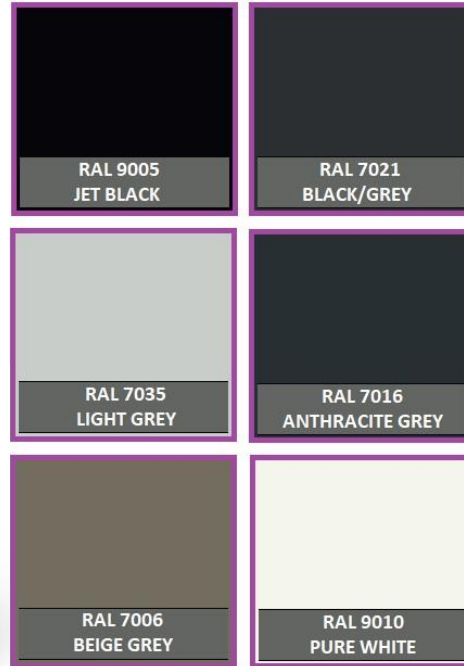 RAL 9005
JET BLACK
RAL 7021
BLACK/GREY
RAL 7035
LIGHT GREY
RAL 7016
ANTHRACITE GREY
RAL 7006
BEIGE GREY
RAL 9010
PURE WHITE